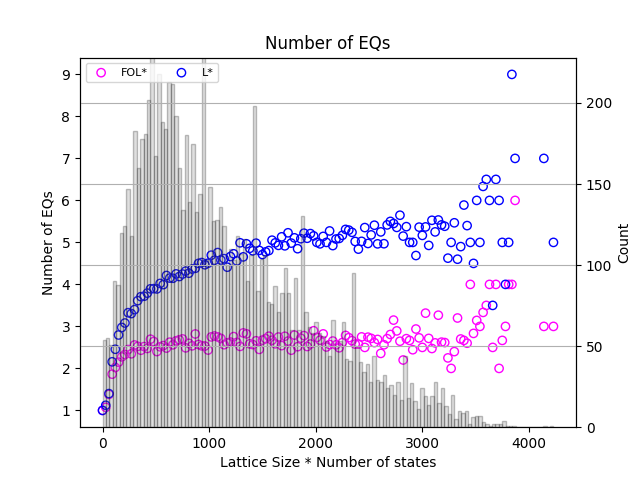 Number of EQs
FOL* L*
9
8
7
6
5
4
3
2
1
Number of EQs
200
150
100
50
0
Count
0 1000 2000 3000 4000
Lattice Size * Number of states